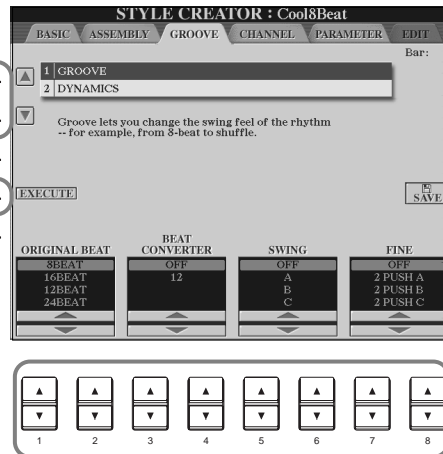 STYLE CREATOR : Cool8Beat
BASIC ASSEMBLY GROOVE CHANNEL PARAMETER EDIT
Bar:
1 GROOVE
2 DYNAMICS
Groove lets you change the swing feel of the rhythm
-- for example, from 8-beat to shuffle.
EXECUTE
SAVE
ORIGINAL BEAT
8BEAT
16BEAT
12BEAT
24BEAT
BEAT
CONVERTER
OFF
12
SWING
OFF
A
B
C
FINE
OFF
2 PUSH A
2 PUSH B
2 PUSH C
1 2 3 4 5 6 7 8